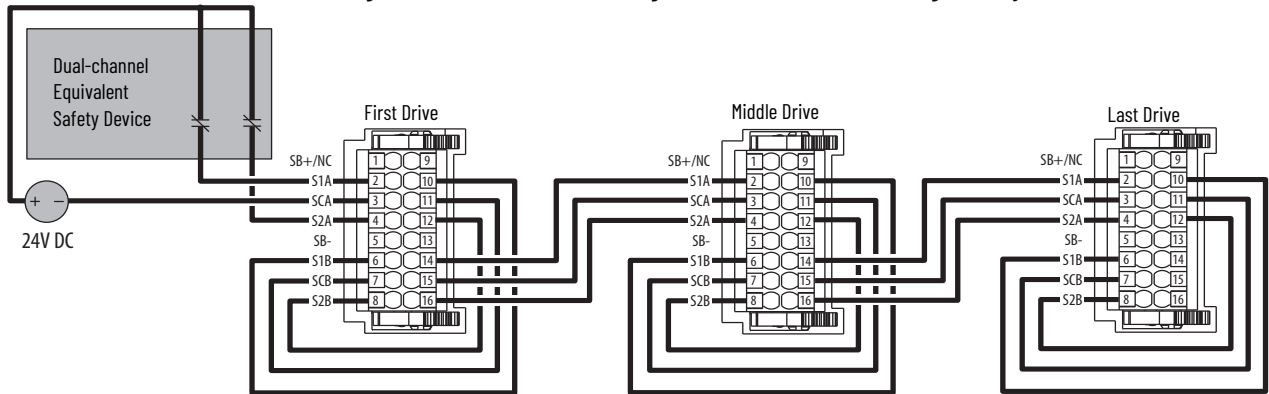 Dual-channel
Equivalent
Safety Device
24V DC
+ −
First Drive
SB+/NC 1 9
S1A 2 10
SCA 3 11
S2A 4 12
SB- 5 13
S1B 6 14
SCB 7 15
S2B 8 16
Middle Drive
SB+/NC 1 9
S1A 2 10
SCA 3 11
S2A 4 12
SB- 5 13
S1B 6 14
SCB 7 15
S2B 8 16
Last Drive
SB+/NC 1 9
S1A 2 10
SCA 3 11
S2A 4 12
SB- 5 13
S1B 6 14
SCB 7 15
S2B 8 16